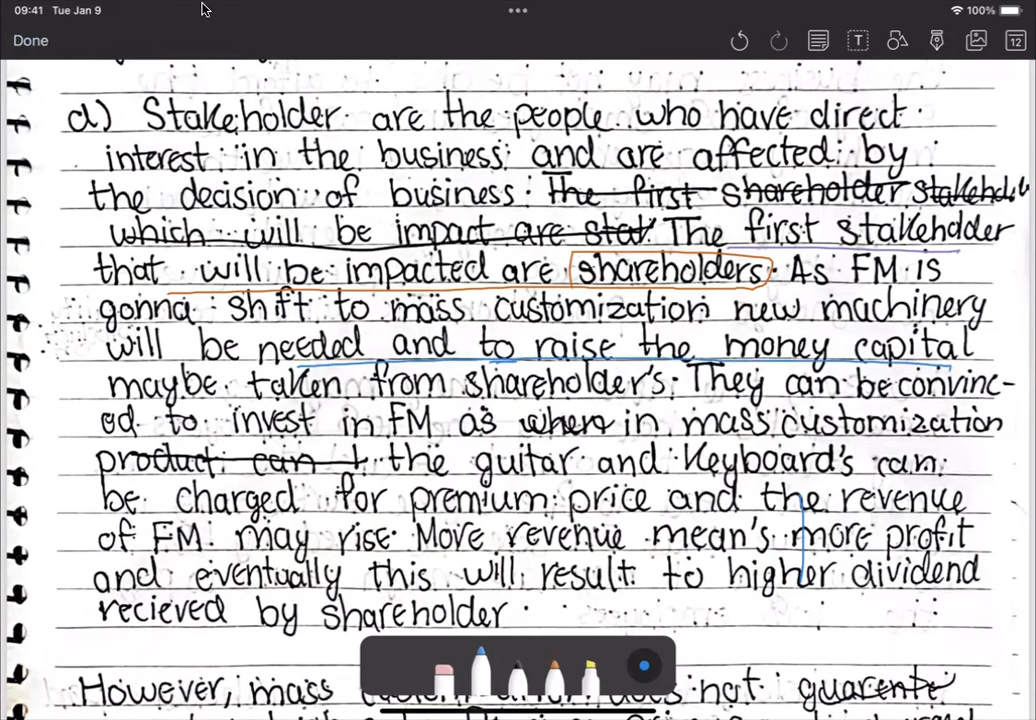 09:41 Tue Jan 9
100%
Done
T
12
d) Stakeholder are the people who have direct
interest in the business and are affected by
the decision of business. The first shareholder
which will be impact are The first stakeholder
that will be impacted are shareholders. As FM is
gonna shift to mass customization new machinery
will be needed and to raise the money capital
maybe taken from shareholder's. They can be convinc-
ed to invest in FM as where in mass customization
product can the guitar and Keyboard's can
be charged for premium price and the revenue
of FM may rise. More revenue mean's more profit
and eventually this will result to higher dividend
recieved by shareholder.
However, mass not